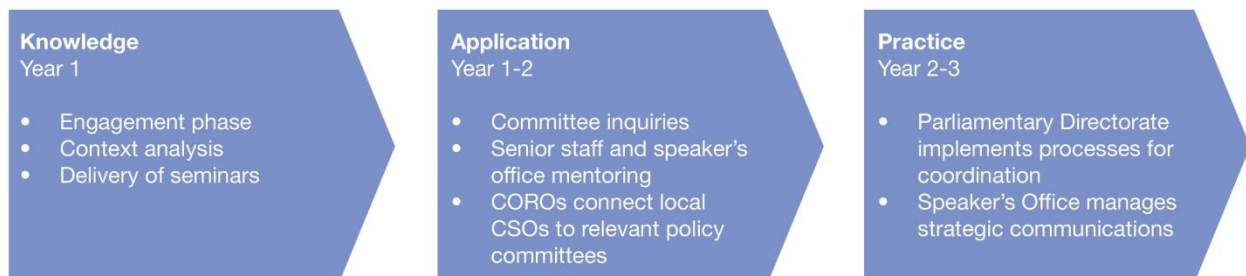 Knowledge
Year 1
• Engagement phase
• Context analysis
• Delivery of seminars
Application
Year 1-2
• Committee inquiries
• Senior staff and speaker’s
office mentoring
• COROs connect local
CSOs to relevant policy
committees
Practice
Year 2-3
• Parliamentary Directorate
implements processes for
coordination
• Speaker’s Office manages
strategic communications